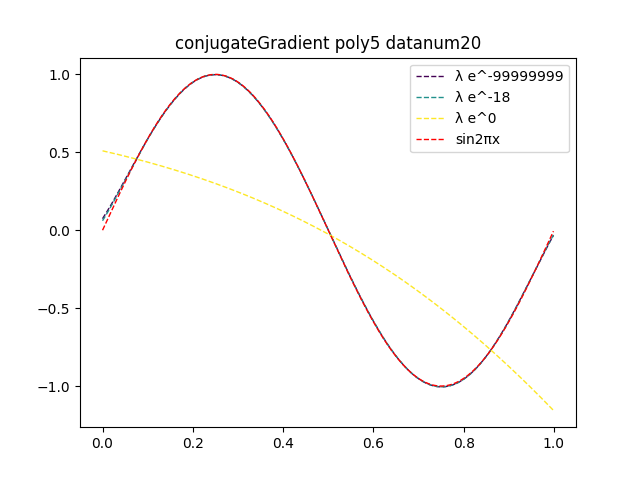 conjugateGradient poly5 datanum20
λ e^-99999999
λ e^-18
λ e^0
sin2πx
1.0
0.5
0.0
−0.5
−1.0
0.0 0.2 0.4 0.6 0.8 1.0